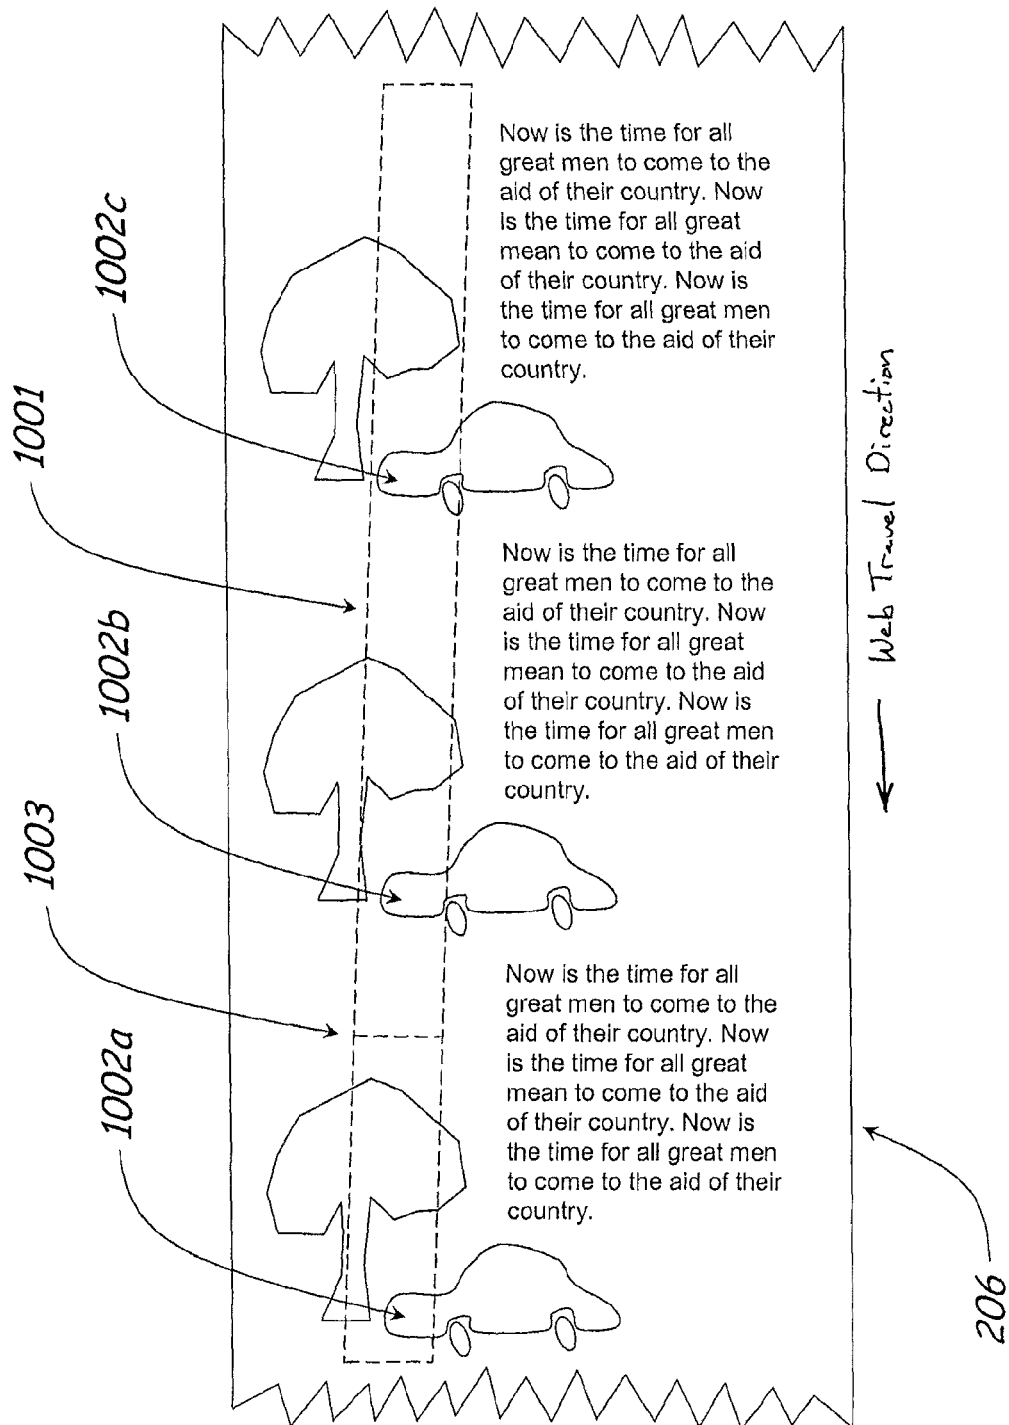 Now is the time for all
great men to come to the
aid of their country. Now
is the time for all great
mean to come to the aid
of their country. Now is
the time for all great men
to come to the aid of their
country.
1002c
1001
Web Travel Direction
Now is the time for all
great men to come to the
aid of their country. Now
is the time for all great
mean to come to the aid
of their country. Now is
the time for all great men
to come to the aid of their
country.
1002b
1003
Now is the time for all
great men to come to the
aid of their country. Now
is the time for all great
mean to come to the aid
of their country. Now is
the time for all great men
to come to the aid of their
country.
1002a
206